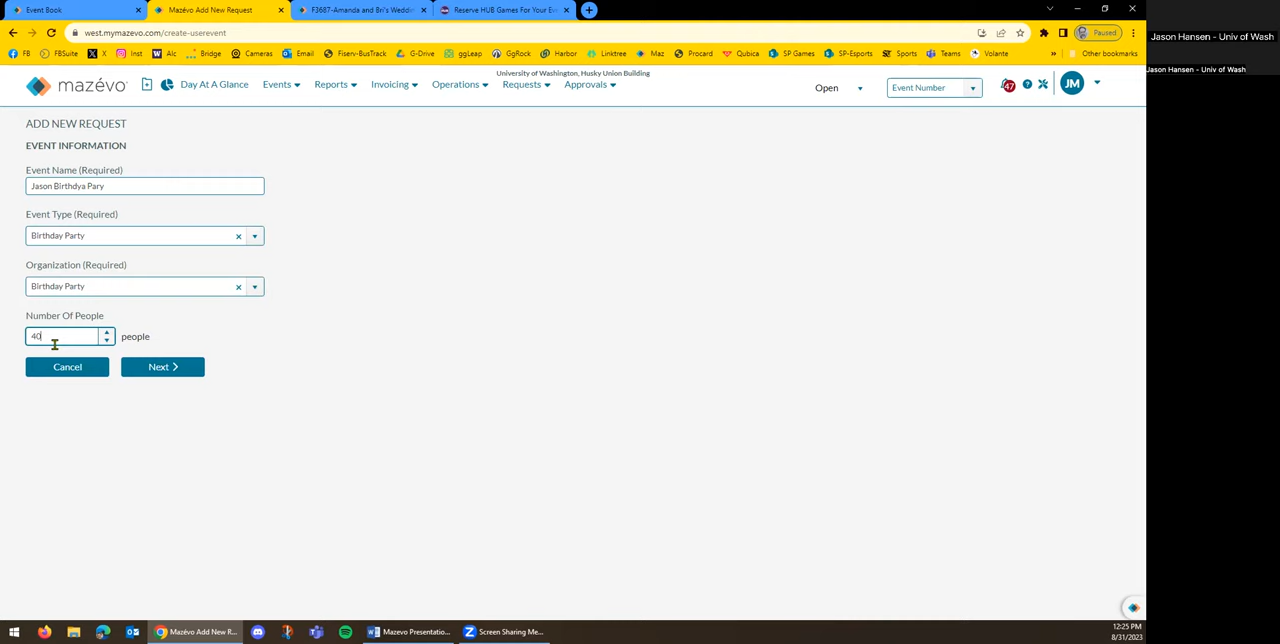 Event Book
Mazévo Add New Request
F3687-Amanda and Bri's Weddin
Reserve HUB Games For Your Eve
west.mymazevo.com/create-userevent
Paused
FB
FBSuite
X
Inst
Alc
Bridge
Cameras
Email
Fiserv-BusTrack
G-Drive
ggLeap
GgRock
Harbor
Linktree
Maz
Procard
Qubica
SP Games
SP-Esports
Sports
Teams
Volante
»
Other bookmarks
Jason Hansen - Univ of Wash
Jason Hansen - Univ of Wash
University of Washington, Husky Union Building
mazévo
Day At A Glance
Events
Reports
Invoicing
Operations
Requests
Approvals
Open
Event Number
47
JM
ADD NEW REQUEST
EVENT INFORMATION
Event Name (Required)
Jason Birthdya Pary
Event Type (Required)
Birthday Party
Organization (Required)
Birthday Party
Number Of People
40 people
Cancel
Next
Mazévo Add New R...
Mazevo Presentatio...
Screen Sharing Me...
12:25 PM
8/31/2023